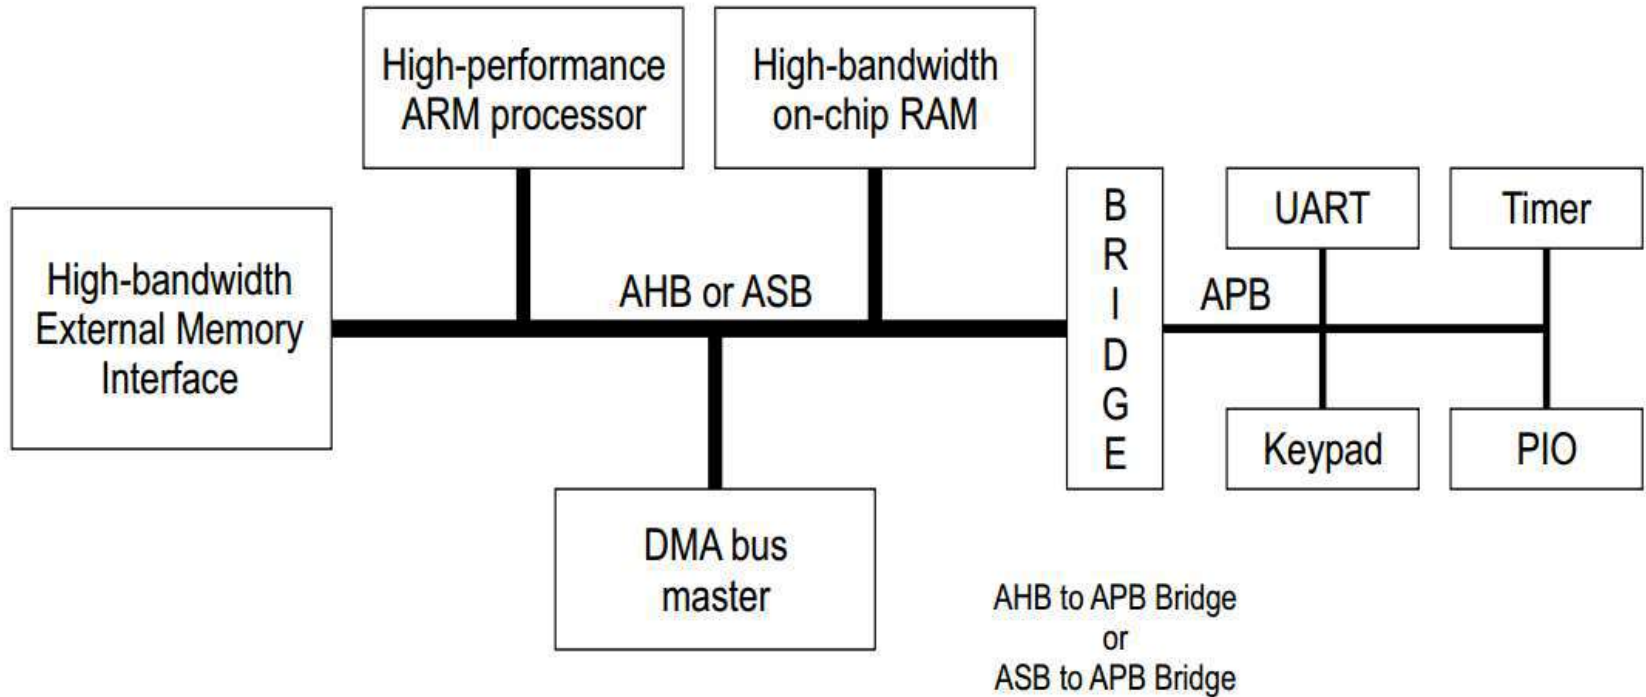 High-performance
ARM processor
High-bandwidth
on-chip RAM
High-bandwidth
External Memory
Interface
AHB or ASB
B
R
I
D
G
E
APB
UART
Timer
Keypad
PIO
DMA bus
master
AHB to APB Bridge
or
ASB to APB Bridge